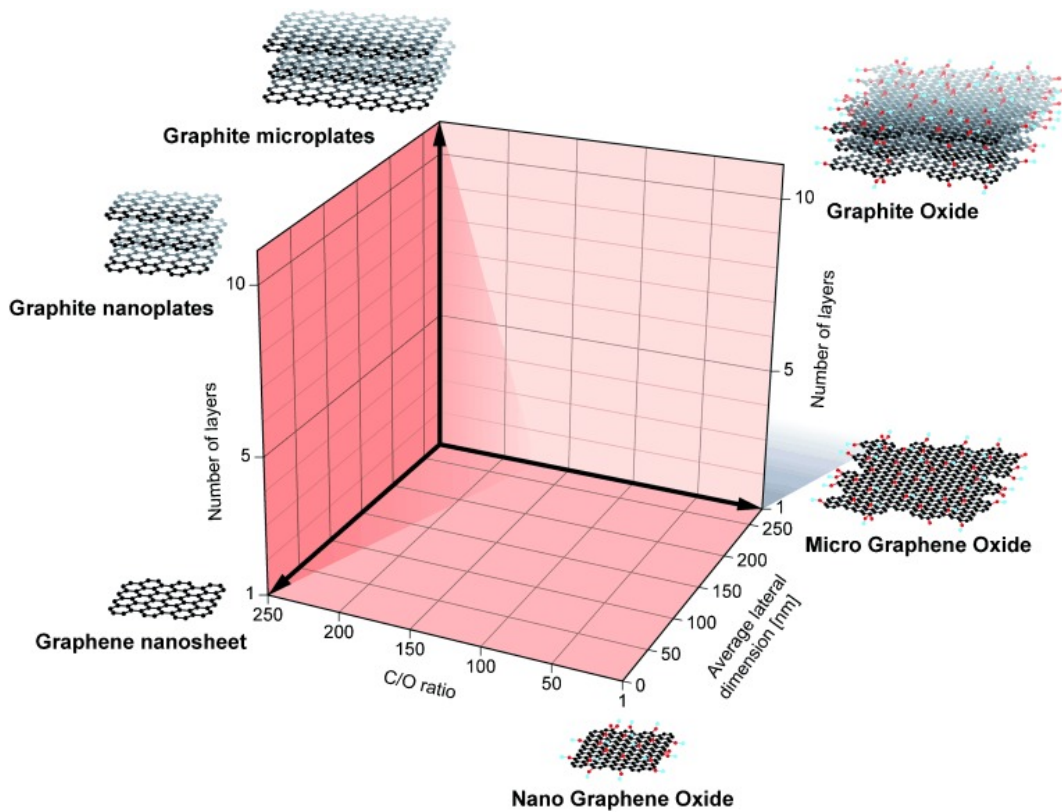 Graphite microplates
Graphite Oxide
Graphite nanoplates
10
5
1
Number of layers
10
5
1
Number of layers
Micro Graphene Oxide
Graphene nanosheet
250
200
150
100
50
1
C/O ratio
250
200
150
100
50
0
Average lateral
dimension [nm]
Nano Graphene Oxide